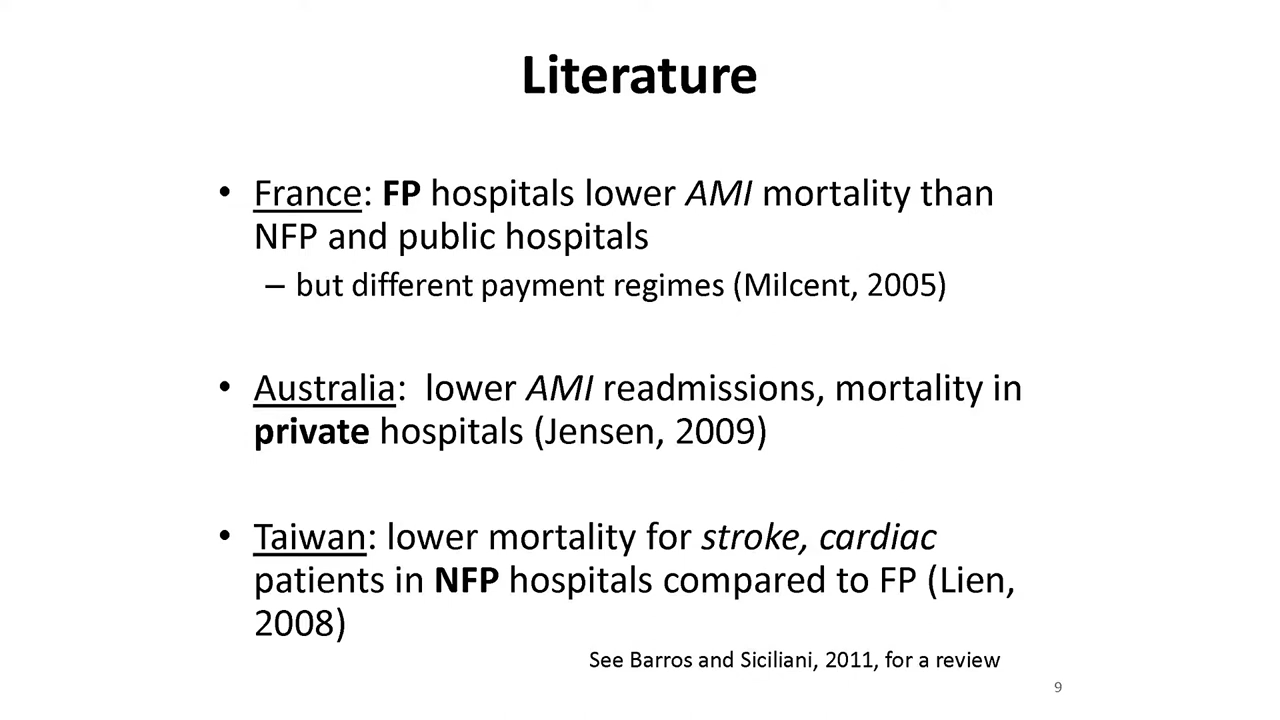 Literature
• France: FP hospitals lower AMI mortality than
NFP and public hospitals
– but different payment regimes (Milcent, 2005)
• Australia:  lower AMI readmissions, mortality in
private hospitals (Jensen, 2009)
• Taiwan: lower mortality for stroke, cardiac
patients in NFP hospitals compared to FP (Lien,
2008)
See Barros and Siciliani, 2011, for a review
9